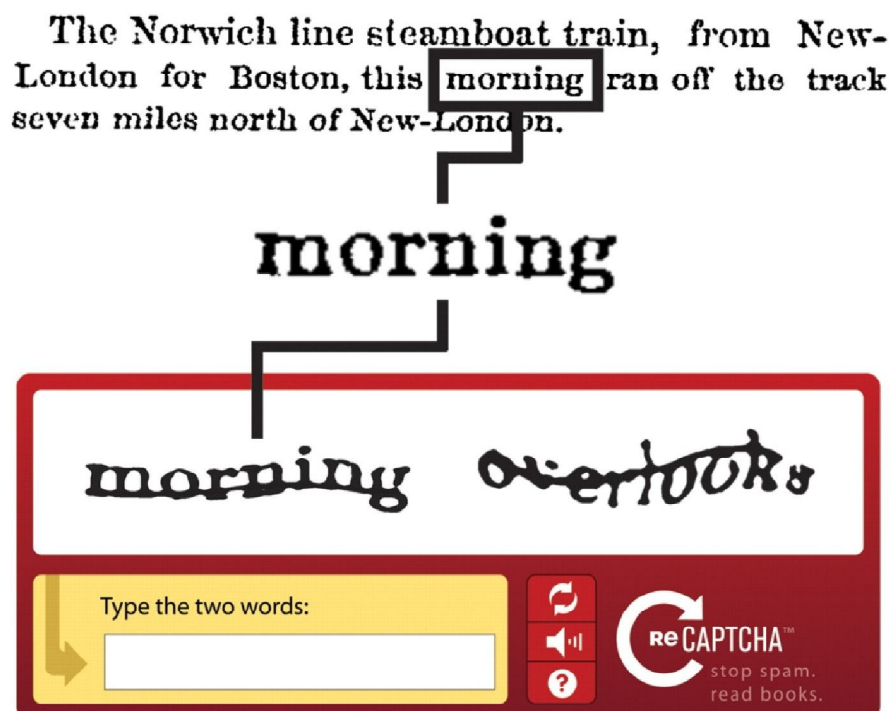 The Norwich line steamboat train, from New-
London for Boston, this morning ran off the track
seven miles north of New-London.
morning
morning overlooks
Type the two words:
ReCAPTCHA™
stop spam.
read books.